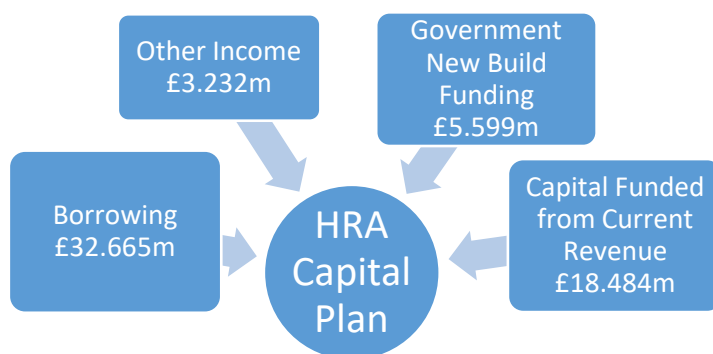 Other Income
£3.232m
Government
New Build
Funding
£5.599m
Borrowing
£32.665m
HRA
Capital
Plan
Capital Funded
from Current
Revenue
£18.484m